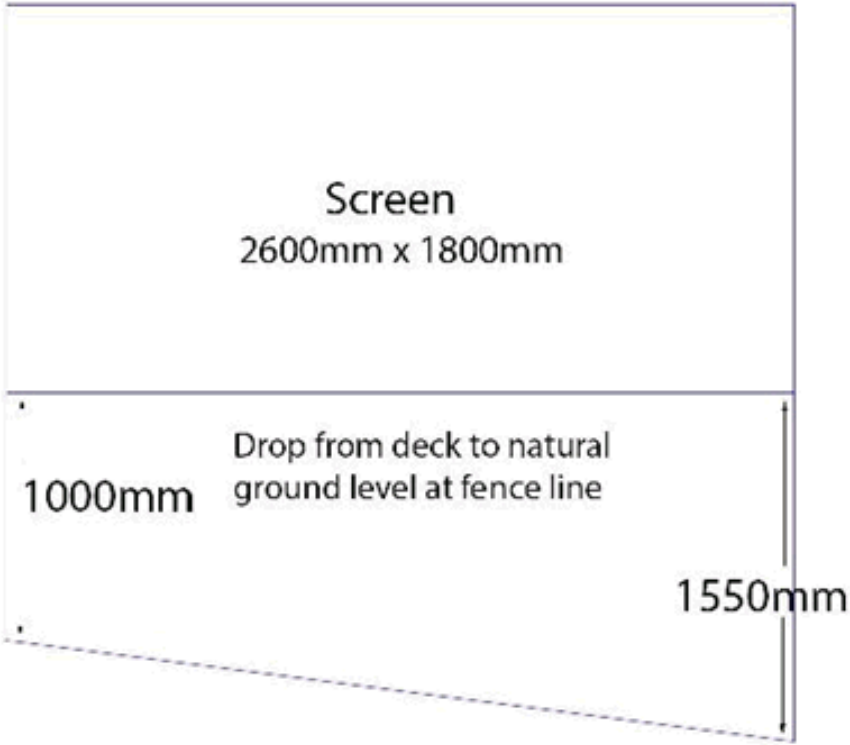 Screen
2600mm x 1800mm
Drop from deck to natural
ground level at fence line
1000mm
1550mm